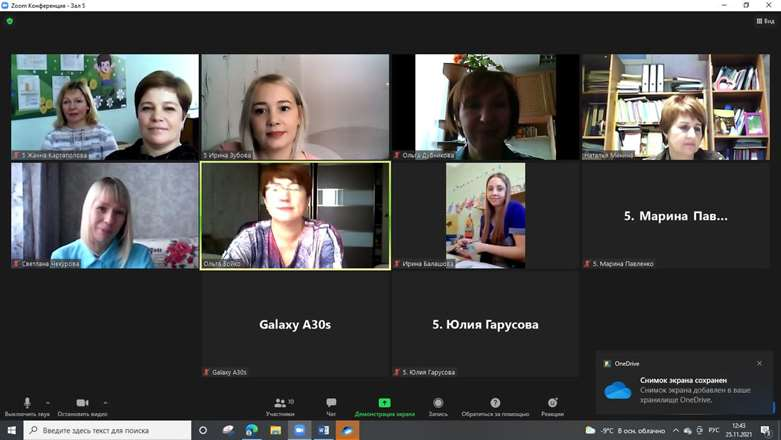 Zoom Конференция - Зал 5
Вид
5 Жанна Картаполова
5 Ирина Зубова
Ольга Дубникова
Наталья Минина
Светлана Чекурова
Ольга Бойко
Ирина Балашова
5. Марина Пав...
5. Марина Павленко
Galaxy A30s
Galaxy A30s
5. Юлия Гарусова
5. Юлия Гарусова
OneDrive
Снимок экрана сохранен
Снимок экрана добавлен в ваше
хранилище OneDrive.
Выключить звук
Остановить видео
10
Участники
Чат
Демонстрация экрана
Запись
Обратиться за помощью
Реакции
Введите здесь текст для поиска
-9°C В осн. облачно
РУС
12:43
25.11.2021